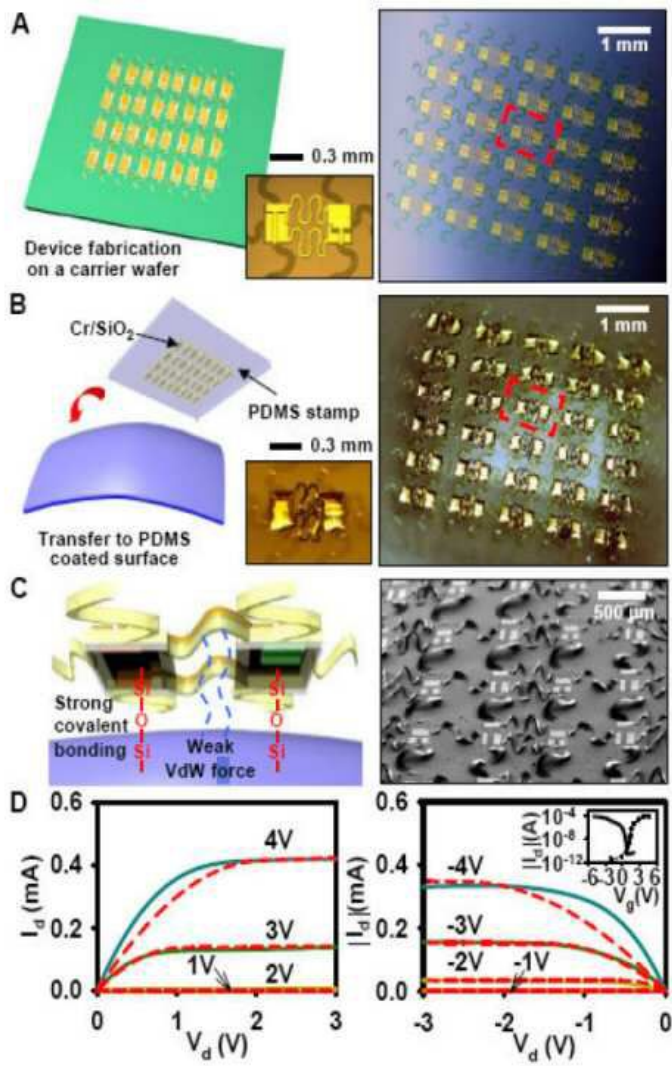 A
1 mm
0.3 mm
Device fabrication
on a carrier wafer
B
Cr/SiO2
PDMS stamp
1 mm
0.3 mm
Transfer to PDMS
coated surface
C
500 μm
Si
Si
Strong
covalent
bonding
O
O
Si
Si
Weak
VdW force
D
0.6
0.4
0.2
0.0
Id (mA)
4V
3V
1V
2V
0
1
2
3
Vd (V)
0.6
0.4
0.2
0.0
|Id|(mA)
-4V
-3V
-2V
-1V
-3
-2
-1
0
Vd (V)
10-4
10-8
10-12
|Id|(A)
-6
-3
0
3
6
Vg(V)